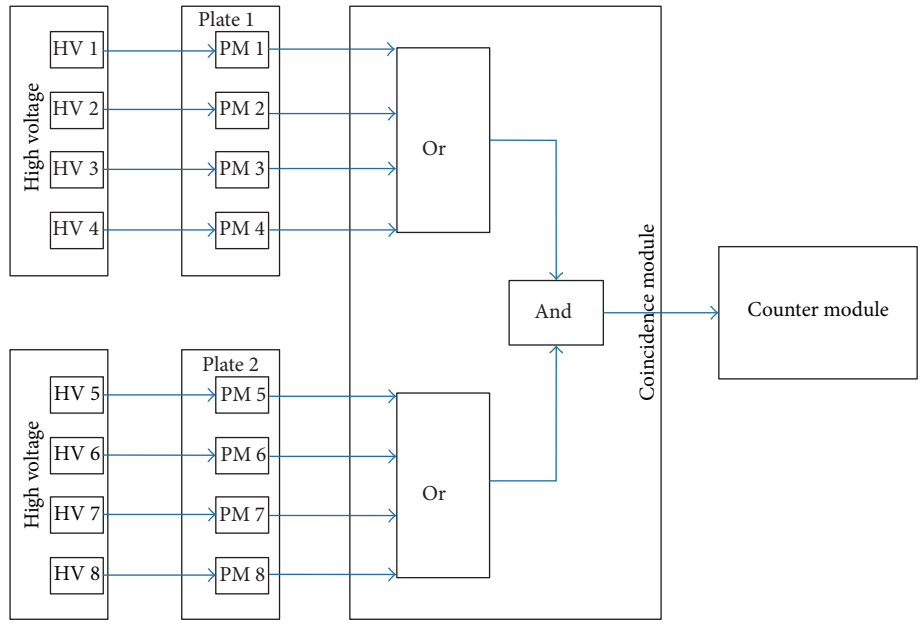 High voltage
HV 1
HV 2
HV 3
HV 4
Plate 1
PM 1
PM 2
PM 3
PM 4
Or
High voltage
HV 5
HV 6
HV 7
HV 8
Plate 2
PM 5
PM 6
PM 7
PM 8
Or
And
Coincidence module
Counter module